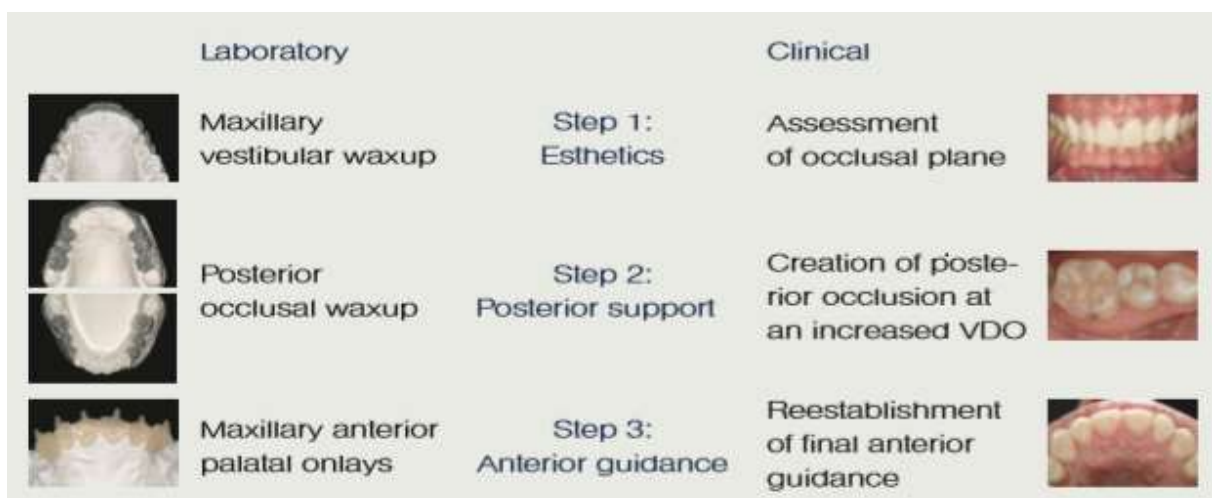 Laboratory
Clinical
Maxillary
vestibular waxup
Step 1:
Esthetics
Assessment
of occlusal plane
Posterior
occlusal waxup
Step 2:
Posterior support
Creation of poste-
rior occlusion at
an increased VDO
Maxillary anterior
palatal onlays
Step 3:
Anterior guidance
Reestablishment
of final anterior
guidance